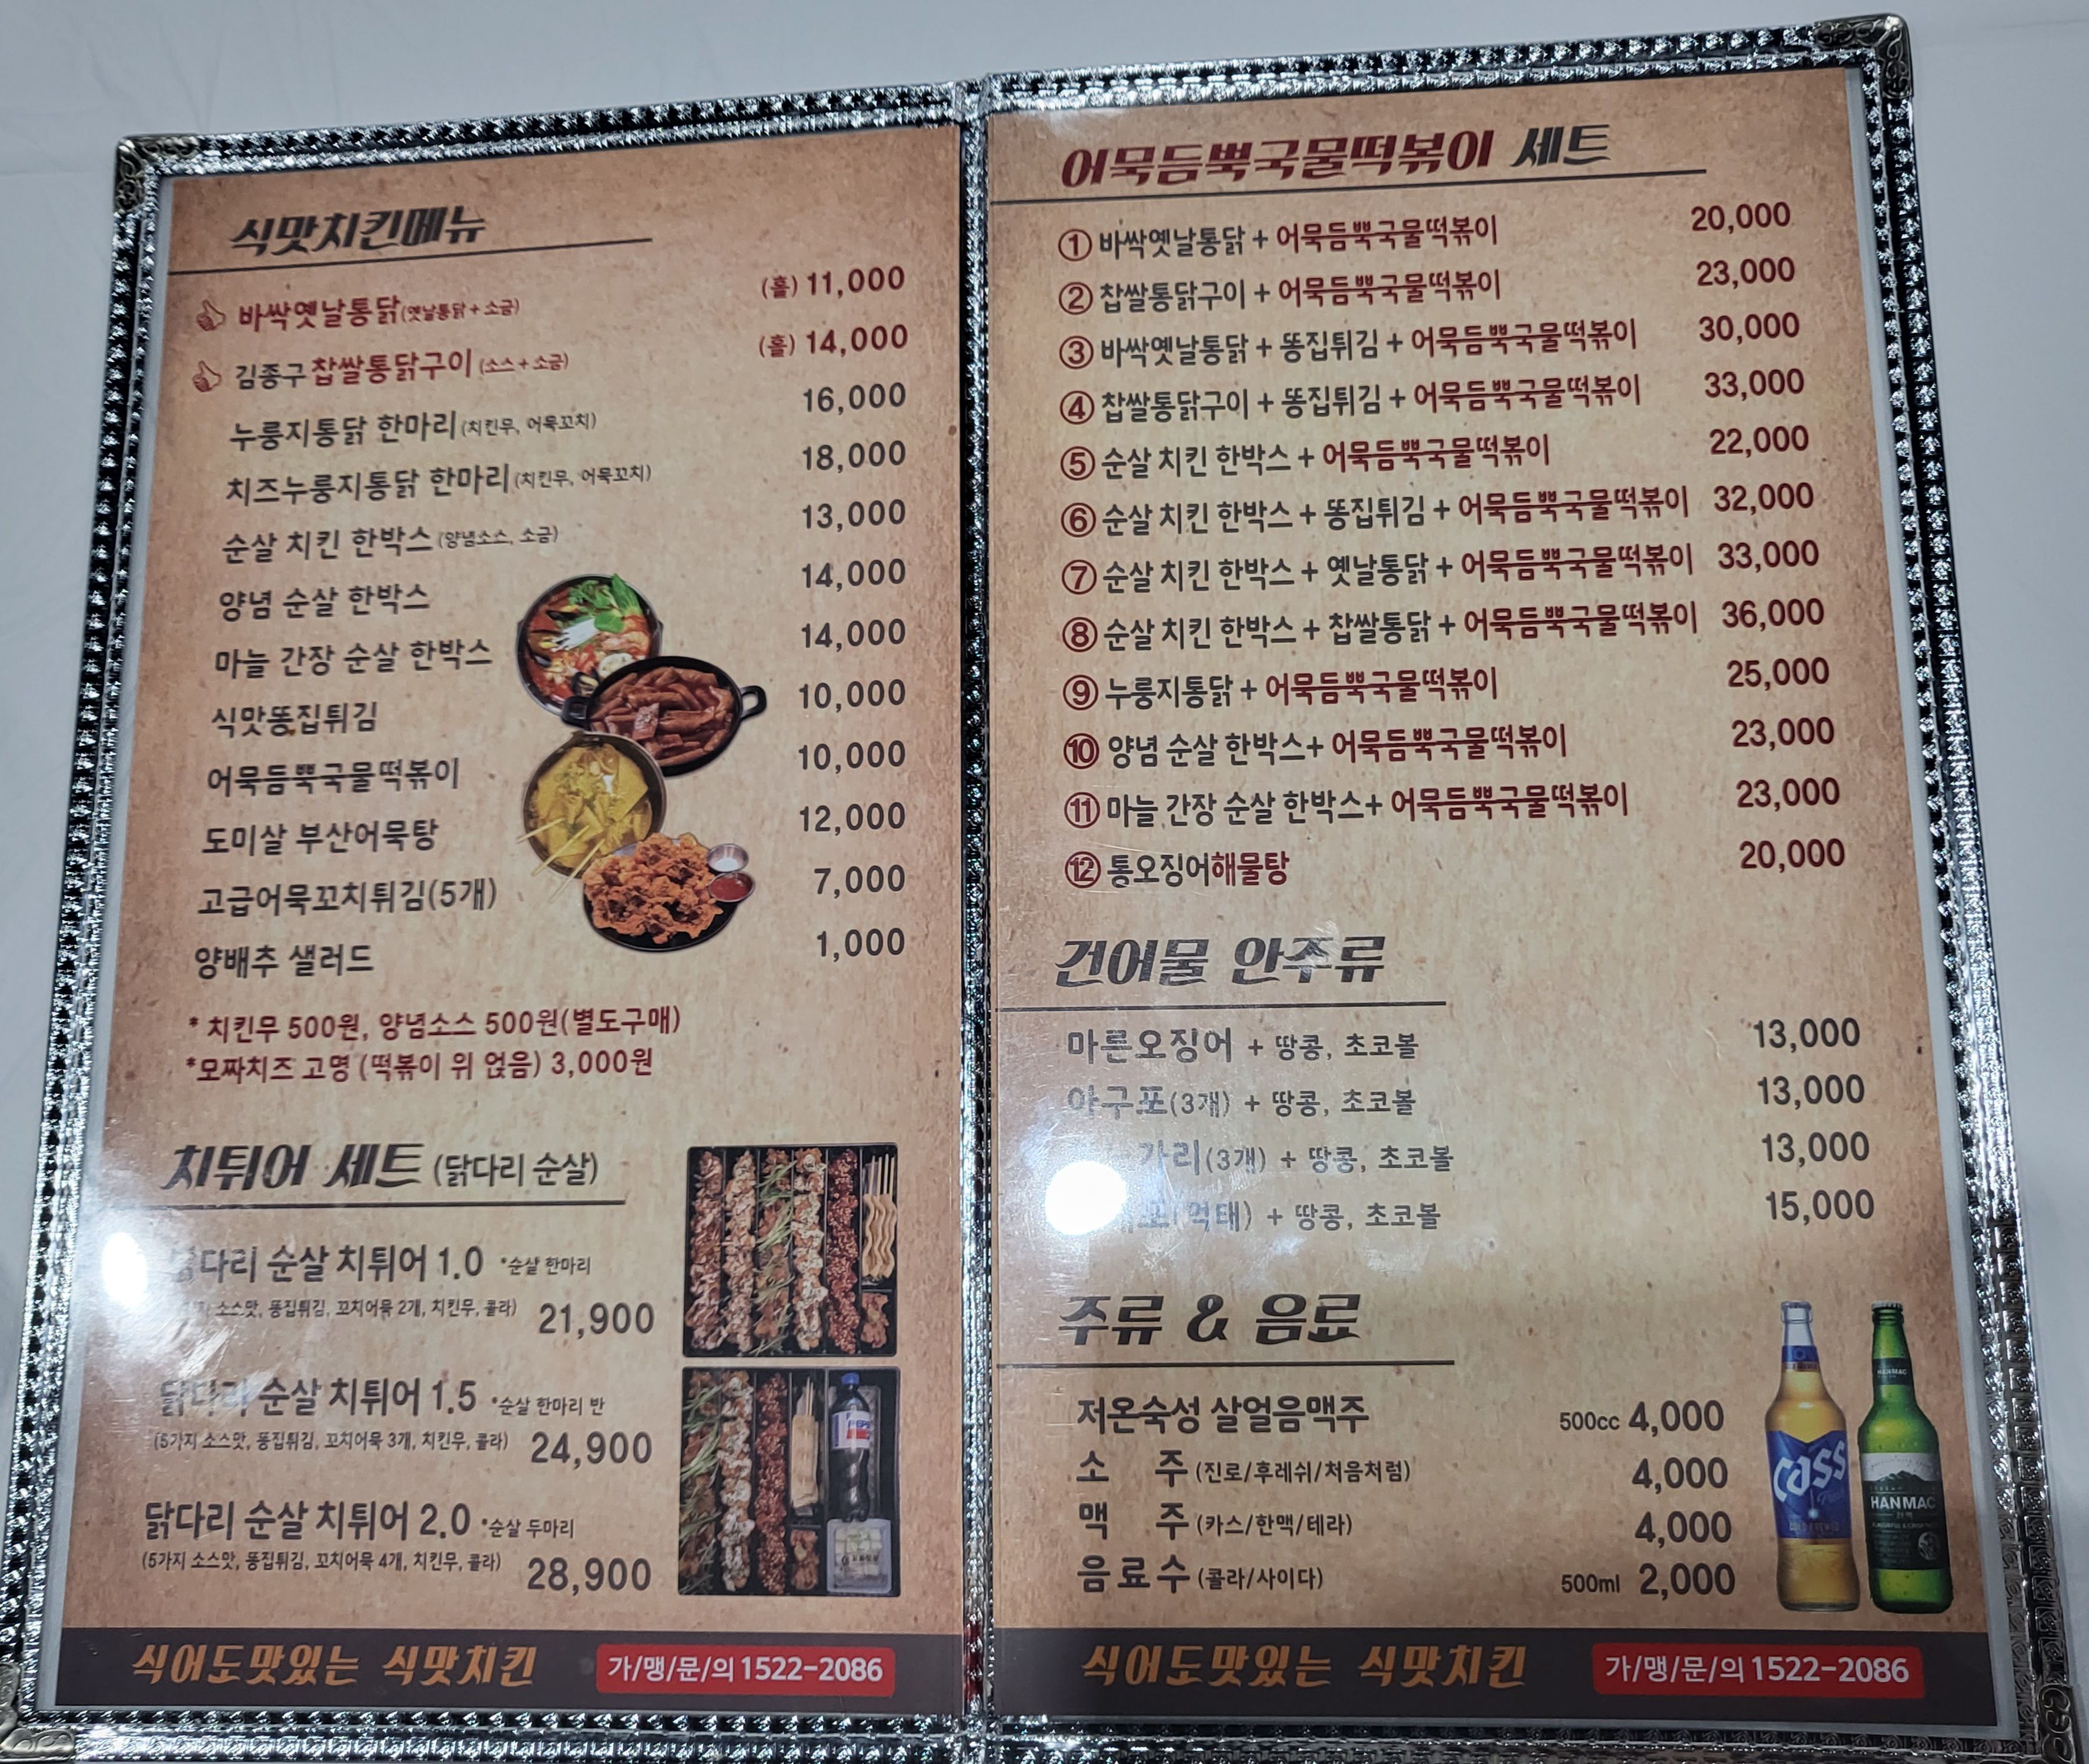 식맛치킨메뉴
바싹옛날통닭(옛날통닭+소금) (홀) 11,000
김종구 찹쌀통닭구이 (소스+소금) (홀) 14,000
누룽지통닭 한마리(치킨무, 어묵꼬치) 16,000
치즈누룽지통닭 한마리(치킨무, 어묵꼬치) 18,000
순살 치킨 한박스(양념소스, 소금) 13,000
양념 순살 한박스 14,000
마늘 간장 순살 한박스 14,000
식맛똥집튀김 10,000
어묵듬뿍국물떡볶이 10,000
도미살 부산어묵탕 12,000
고급어묵꼬치튀김(5개) 7,000
양배추 샐러드 1,000
* 치킨무 500원, 양념소스 500원(별도구매)
*모짜치즈 고명 (떡볶이 위 얹음) 3,000원
치튀어 세트 (닭다리 순살)
닭다리 순살 치튀어 1.0 *순살 한마리
소스맛, 똥집튀김, 꼬치어묵 2개, 치킨무, 콜라) 21,900
닭다리 순살 치튀어 1.5 *순살 한마리 반
(5가지 소스맛, 똥집튀김, 꼬치어묵 3개, 치킨무, 콜라) 24,900
닭다리 순살 치튀어 2.0 *순살 두마리
(5가지 소스맛, 똥집튀김, 꼬치어묵 4개, 치킨무, 콜라) 28,900
PEPSI
식어도맛있는 식맛치킨 가/맹/문/의 1522-2086
어묵듬뿍국물떡볶이 세트
① 바싹옛날통닭 + 어묵듬뿍국물떡볶이 20,000
② 찹쌀통닭구이 + 어묵듬뿍국물떡볶이 23,000
③ 바싹옛날통닭 + 똥집튀김 + 어묵듬뿍국물떡볶이 30,000
④ 찹쌀통닭구이 + 똥집튀김 + 어묵듬뿍국물떡볶이 33,000
⑤ 순살 치킨 한박스 + 어묵듬뿍국물떡볶이 22,000
⑥ 순살 치킨 한박스 + 똥집튀김 + 어묵듬뿍국물떡볶이 32,000
⑦ 순살 치킨 한박스 + 옛날통닭 + 어묵듬뿍국물떡볶이 33,000
⑧ 순살 치킨 한박스 + 찹쌀통닭 + 어묵듬뿍국물떡볶이 36,000
⑨ 누룽지통닭 + 어묵듬뿍국물떡볶이 25,000
⑩ 양념 순살 한박스+ 어묵듬뿍국물떡볶이 23,000
⑪ 마늘 간장 순살 한박스+ 어묵듬뿍국물떡볶이 23,000
⑫ 통오징어해물탕 20,000
건어물 안주류
마른오징어 + 땅콩, 초코볼 13,000
아구포(3개) + 땅콩, 초코볼 13,000
가리(3개) + 땅콩, 초코볼 13,000
(먹태) + 땅콩, 초코볼 15,000
주류 & 음료
저온숙성 살얼음맥주 500cc 4,000
소 주 (진로/후레쉬/처음처럼) 4,000
맥 주 (카스/한맥/테라) 4,000
음료수 (콜라/사이다) 500ml 2,000
Cass
HANMAC
HANMAC
식어도맛있는 식맛치킨 가/맹/문/의 1522-2086